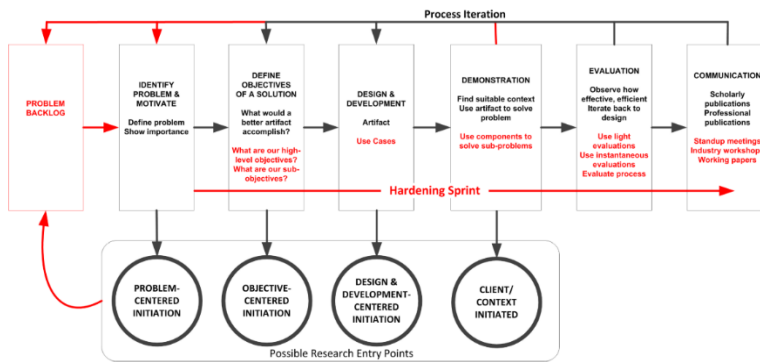 Process Iteration
PROBLEM
BACKLOG
IDENTIFY
PROBLEM &
MOTIVATE
Define problem
Show importance
DEFINE
OBJECTIVES
OF A SOLUTION
What would a
better artifact
accomplish?
What are our high-
level objectives?
What are our sub-
objectives?
DESIGN &
DEVELOPMENT
Artifact
Use Cases
DEMONSTRATION
Find suitable context
Use artifact to solve
problem
Use components to
solve sub-problems
EVALUATION
Observe how
effective, efficient
Iterate back to
design
Use light
evaluations
Use instantaneous
evaluations
Evaluate process
COMMUNICATION
Scholarly
publications
Professional
publications
Standup meetings
Industry workshop
Working papers
Hardening Sprint
PROBLEM-
CENTERED
INITIATION
OBJECTIVE-
CENTERED
INITIATION
DESIGN &
DEVELOPMENT-
CENTERED
INITIATION
CLIENT/
CONTEXT
INITIATED
Possible Research Entry Points